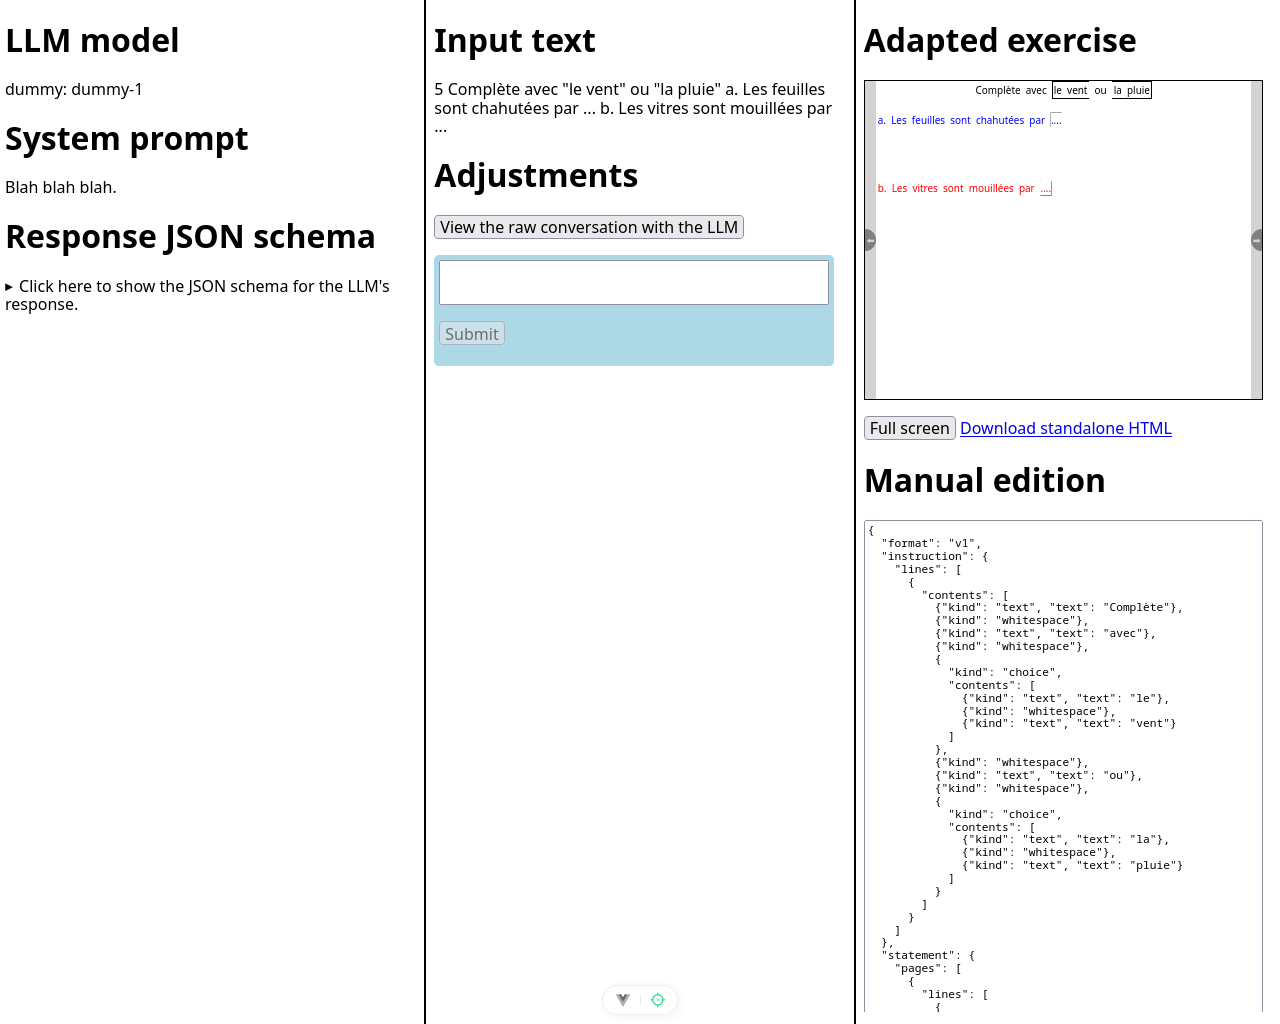 LLM model
dummy: dummy-1
System prompt
Blah blah blah.
Response JSON schema
▸ Click here to show the JSON schema for the LLM's
response.
Input text
5 Complète avec "le vent" ou "la pluie" a. Les feuilles
sont chahutées par ... b. Les vitres sont mouillées par
...
Adjustments
View the raw conversation with the LLM
Submit
Adapted exercise
Complète avec le vent ou la pluie
a. Les feuilles sont chahutées par ....
b. Les vitres sont mouillées par ....
Full screen Download standalone HTML
Manual edition
{
  "format": "v1",
  "instruction": {
    "lines": [
      {
        "contents": [
          {"kind": "text", "text": "Complète"},
          {"kind": "whitespace"},
          {"kind": "text", "text": "avec"},
          {"kind": "whitespace"},
          {
            "kind": "choice",
            "contents": [
              {"kind": "text", "text": "le"},
              {"kind": "whitespace"},
              {"kind": "text", "text": "vent"}
            ]
          },
          {"kind": "whitespace"},
          {"kind": "text", "text": "ou"},
          {"kind": "whitespace"},
          {
            "kind": "choice",
            "contents": [
              {"kind": "text", "text": "la"},
              {"kind": "whitespace"},
              {"kind": "text", "text": "pluie"}
            ]
          }
        ]
      }
    ]
  },
  "statement": {
    "pages": [
      {
        "lines": [
          {